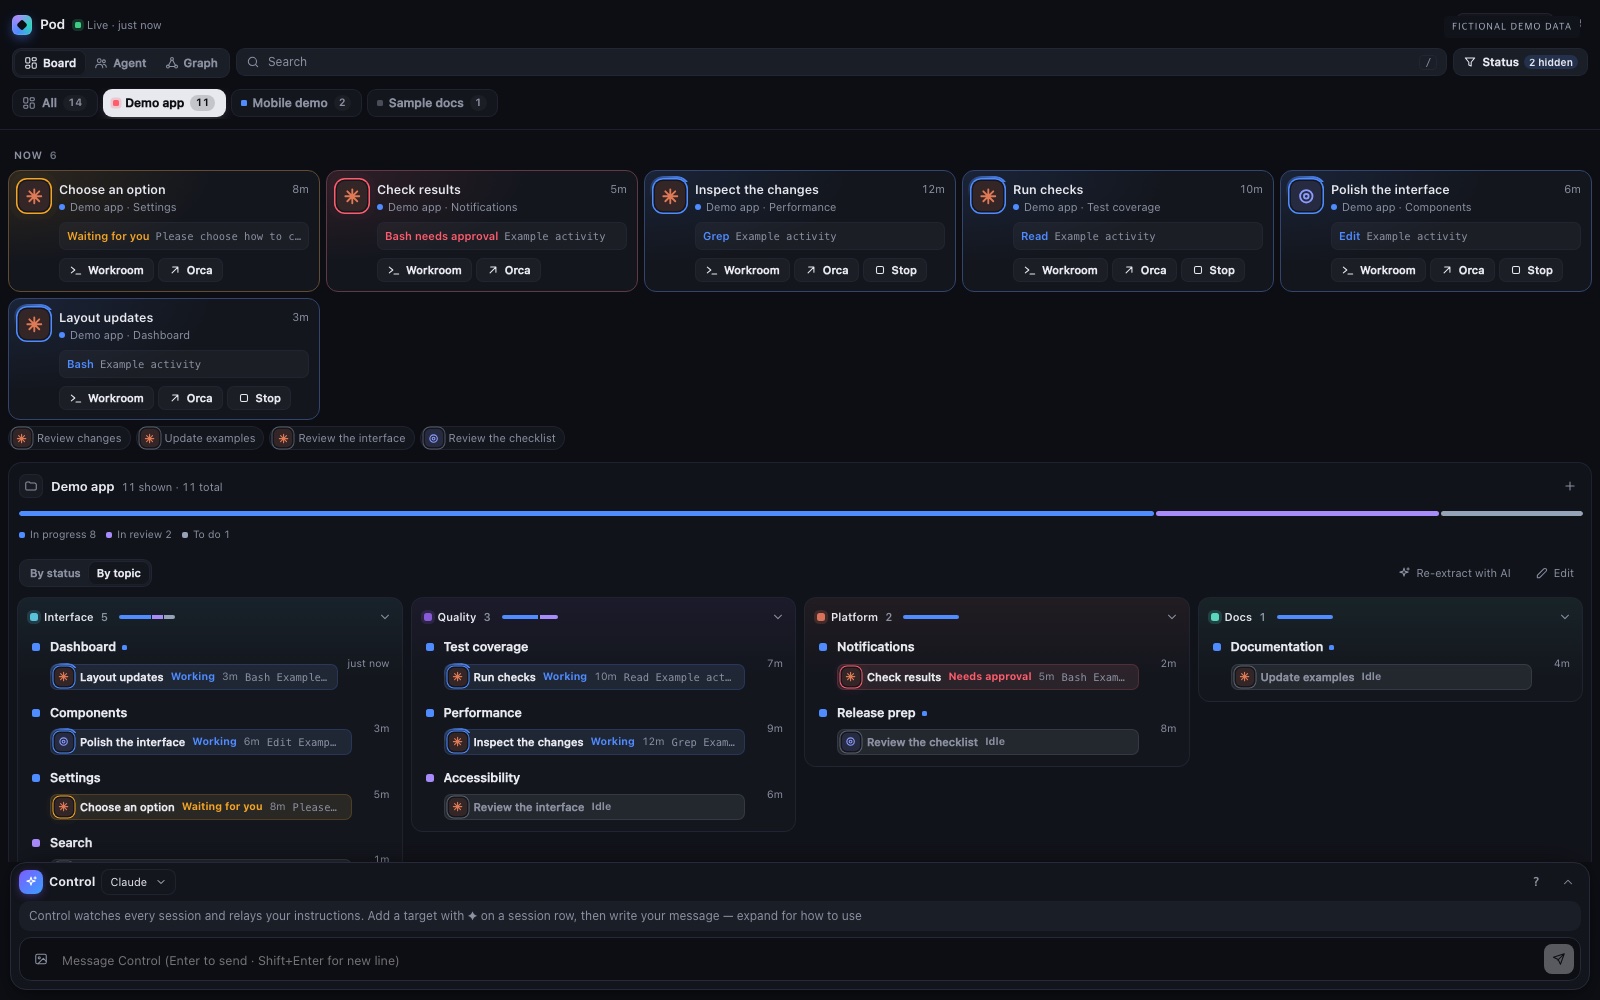 Pod Live · just now FICTIONAL DEMO DATA
Board Agent Graph Search / Status 2 hidden
All 14 Demo app 11 Mobile demo 2 Sample docs 1
NOW 6
Choose an option 8m
Demo app · Settings
Waiting for you Please choose how to c…
>_ Workroom Orca
Check results 5m
Demo app · Notifications
Bash needs approval Example activity
>_ Workroom Orca
Inspect the changes 12m
Demo app · Performance
Grep Example activity
>_ Workroom Orca Stop
Run checks 10m
Demo app · Test coverage
Read Example activity
>_ Workroom Orca Stop
Polish the interface 6m
Demo app · Components
Edit Example activity
>_ Workroom Orca Stop
Layout updates 3m
Demo app · Dashboard
Bash Example activity
>_ Workroom Orca Stop
Review changes Update examples Review the interface Review the checklist
Demo app 11 shown · 11 total
In progress 8 In review 2 To do 1
By status By topic Re-extract with AI Edit
Interface 5
Dashboard
just now
Layout updates Working 3m Bash Example…
Components
3m
Polish the interface Working 6m Edit Examp…
Settings
5m
Choose an option Waiting for you 8m Please…
Search
1m
Quality 3
Test coverage
7m
Run checks Working 10m Read Example act…
Performance
9m
Inspect the changes Working 12m Grep Exam…
Accessibility
6m
Review the interface Idle
Platform 2
Notifications
2m
Check results Needs approval 5m Bash Exam…
Release prep
8m
Review the checklist Idle
Docs 1
Documentation
4m
Update examples Idle
Control Claude ?
Control watches every session and relays your instructions. Add a target with ✦ on a session row, then write your message — expand for how to use
Message Control (Enter to send · Shift+Enter for new line)